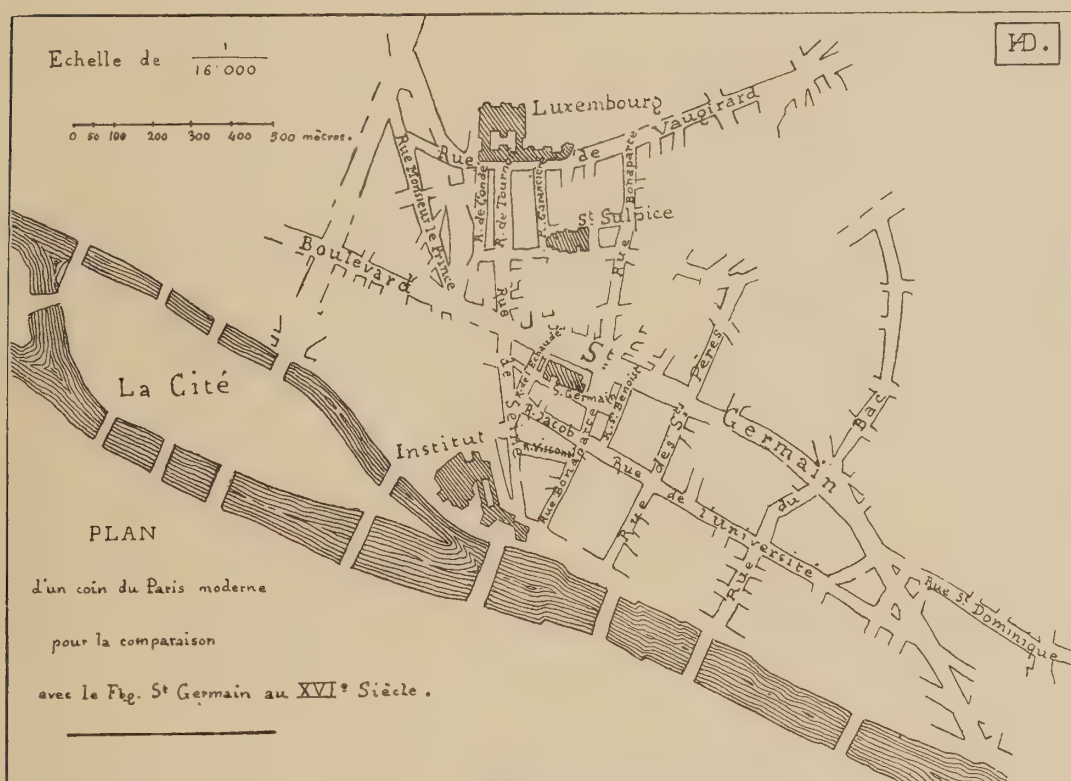 Echelle de 1/16·000
0 50 100 200 300 400 500 mètres.
HD.
Luxembourg
Rue de Vaugirard
Rue Monsieur le Prince
R. de Condé
R. de Tourn
R. Garancière
St Sulpice
Rue Bonaparte
Boulevard St Germain
Rue de Seine
R. de l'Echaudé
S. Germain
R. Jacob
R. Visconti
Rue Bonaparte
R. S. Benoist
Rue des Sts Pères
Rue de l'Université
Rue du Bac
Rue St Dominique
La Cité
Institut
PLAN
d'un coin du Paris moderne
pour la comparaison
avec le Fbg. St Germain au XVIe Siècle.